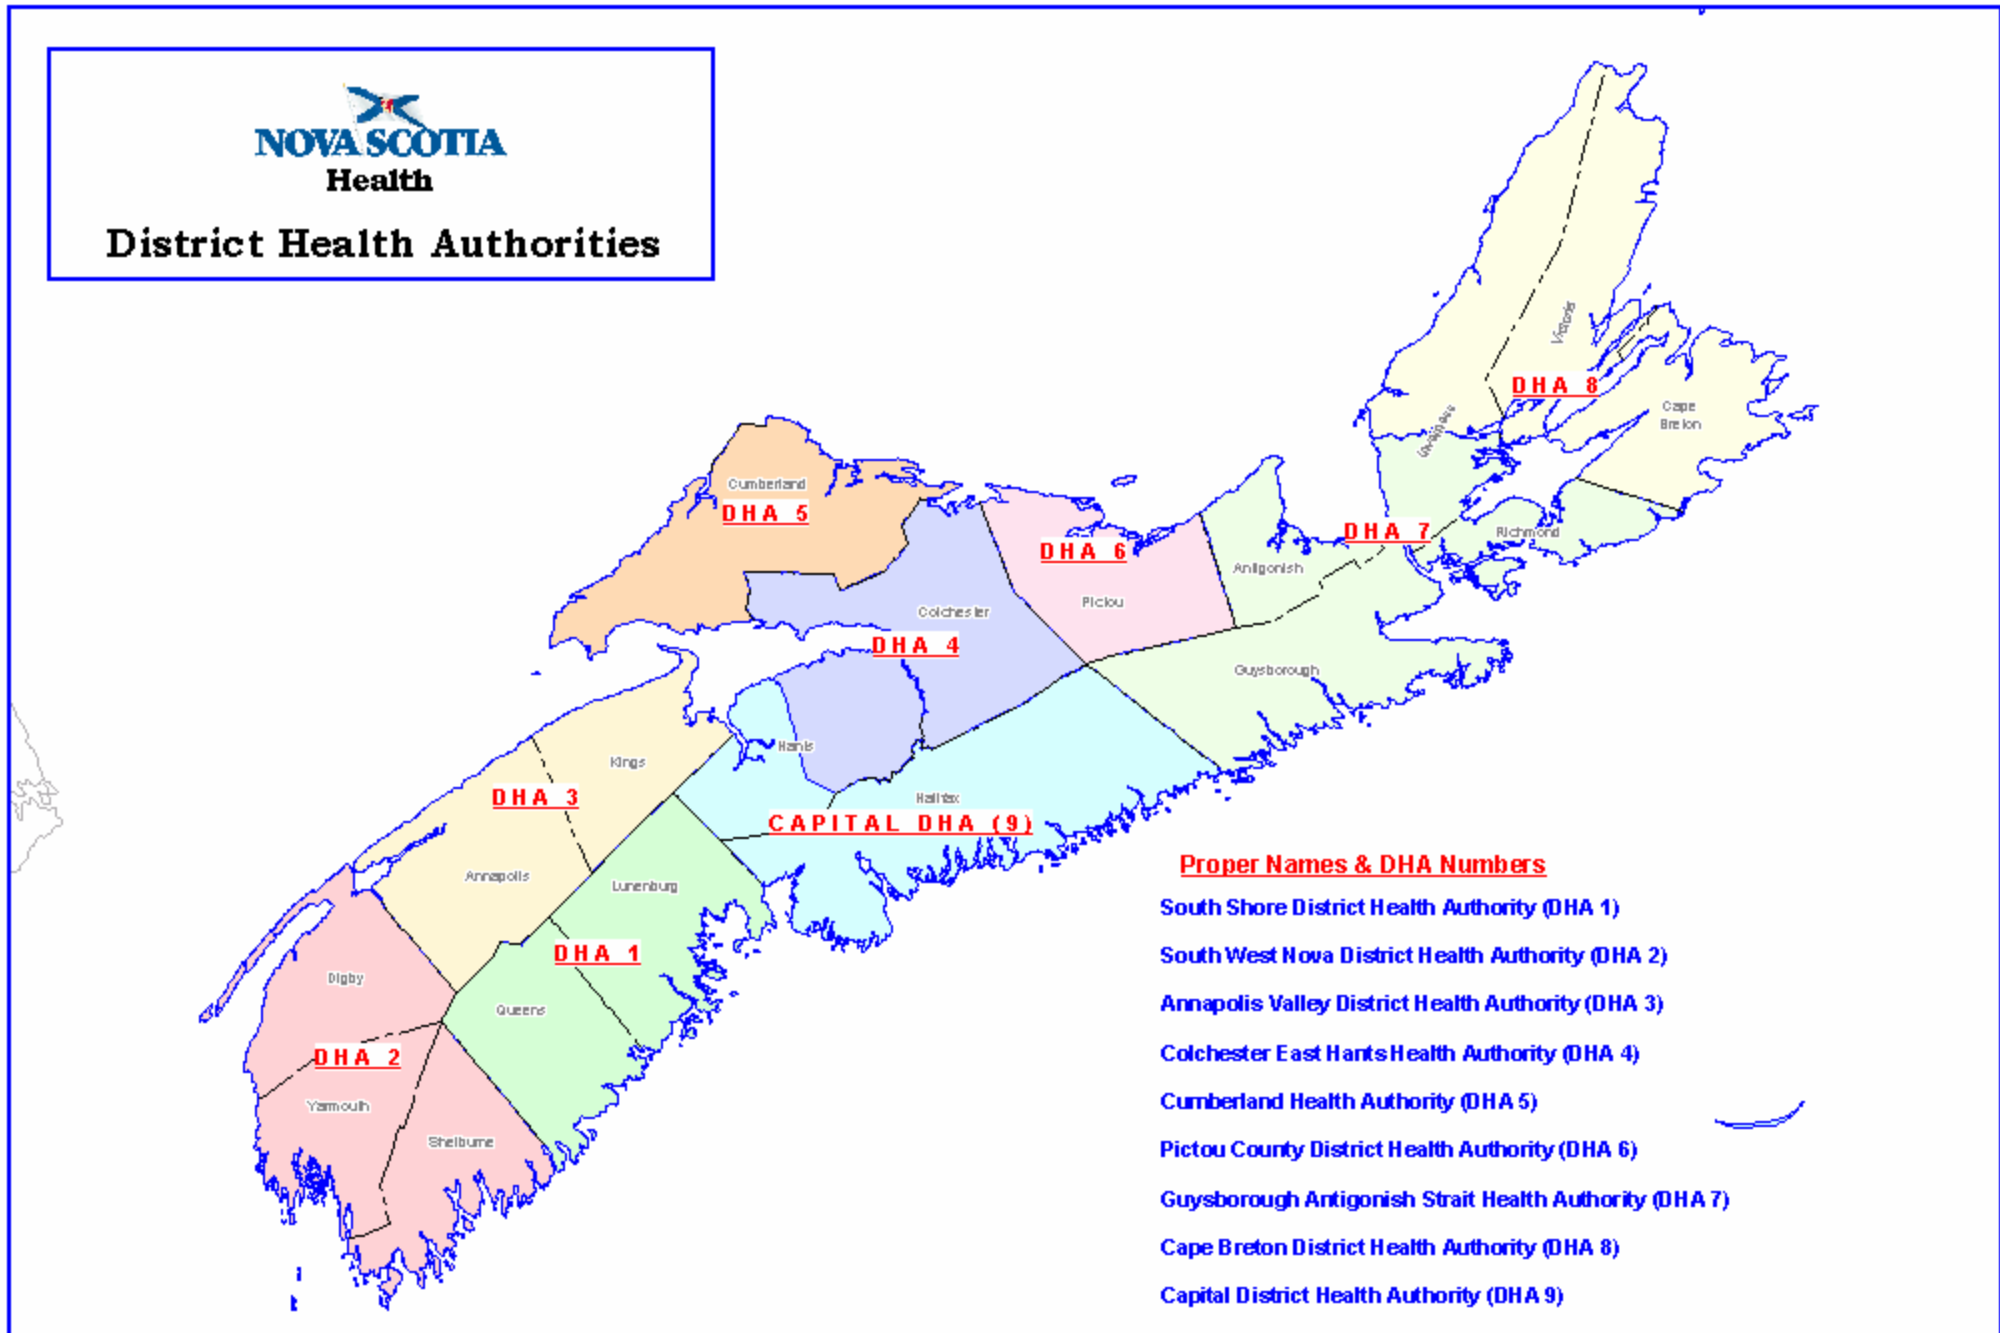 NOVA SCOTIA
Health
District Health Authorities
Victoria
DHA 8
Cape
Breton
Inverness
Cumberland
DHA 5
DHA 6
DHA 7
Richmond
Antigonish
Pictou
Colchester
DHA 4
Guysborough
Hants
Kings
DHA 3
Halifax
CAPITAL DHA (9)
Annapolis
Lunenburg
DHA 1
Digby
Queens
DHA 2
Yarmouth
Shelburne
Proper Names & DHA Numbers
South Shore District Health Authority (DHA 1)
South West Nova District Health Authority (DHA 2)
Annapolis Valley District Health Authority (DHA 3)
Colchester East Hants Health Authority (DHA 4)
Cumberland Health Authority (DHA 5)
Pictou County District Health Authority (DHA 6)
Guysborough Antigonish Strait Health Authority (DHA 7)
Cape Breton District Health Authority (DHA 8)
Capital District Health Authority (DHA 9)